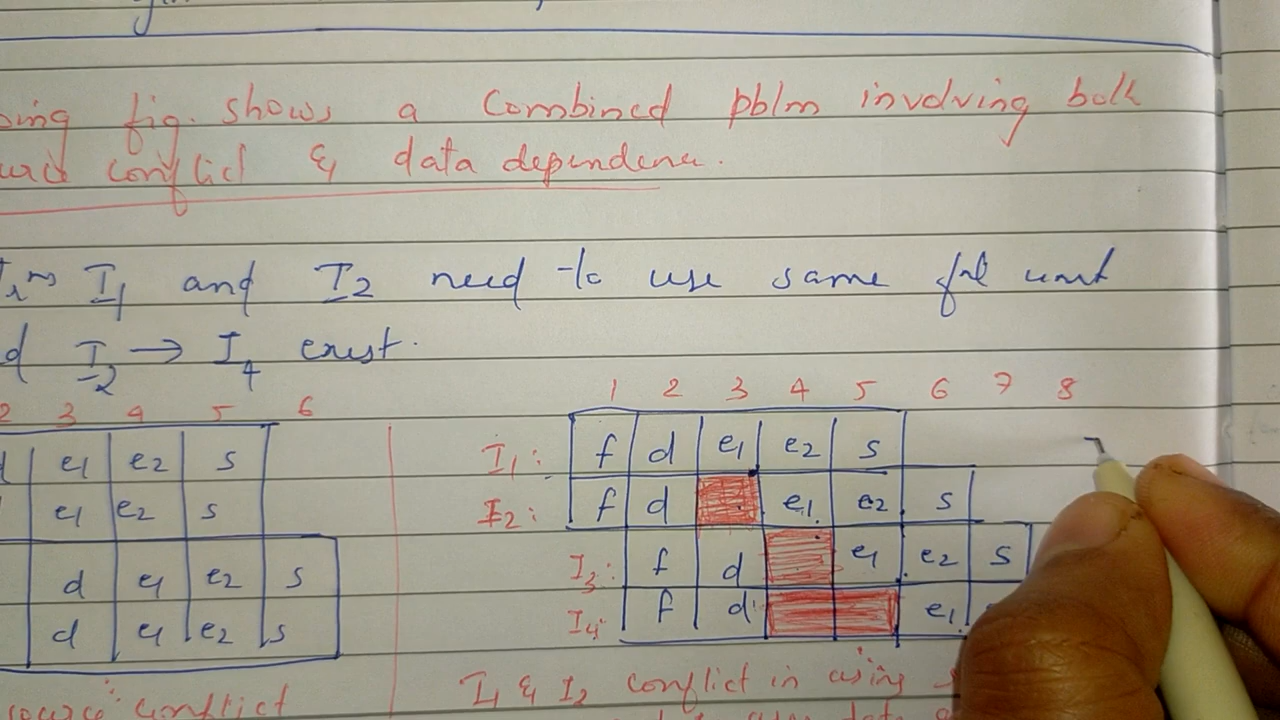 fig. shows a Combined pblm involving both
conflict & data dependence.
I1 and I2 need to use same fnl unit
I2 → I4 exist.
2 3 4 5 6
1 2 3 4 5 6 7 8
e1 e2 s
e1 e2 s
d e1 e2 s
d e1 e2 s
I1: f d e1 e2 s
I2: f d e1 e2 s
I3: f d e1 e2 s
I4: f d e1
conflict
I1 & I2 conflict in using